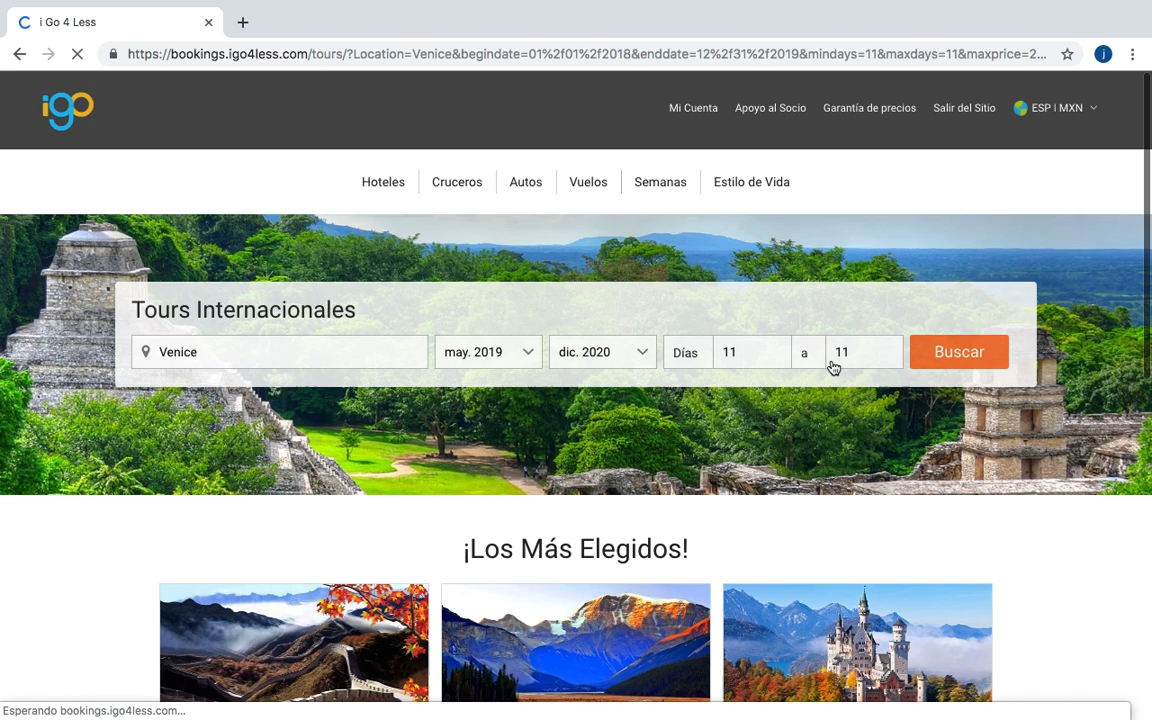 i Go 4 Less
https://bookings.igo4less.com/tours/?Location=Venice&begindate=01%2f01%2f2018&enddate=12%2f31%2f2019&mindays=11&maxdays=11&maxprice=2...
j
igo
Mi Cuenta Apoyo al Socio Garantía de precios Salir del Sitio ESP | MXN
Hoteles Cruceros Autos Vuelos Semanas Estilo de Vida
Tours Internacionales
Venice may. 2019 dic. 2020 Días 11 a 11 Buscar
¡Los Más Elegidos!
Esperando bookings.igo4less.com...